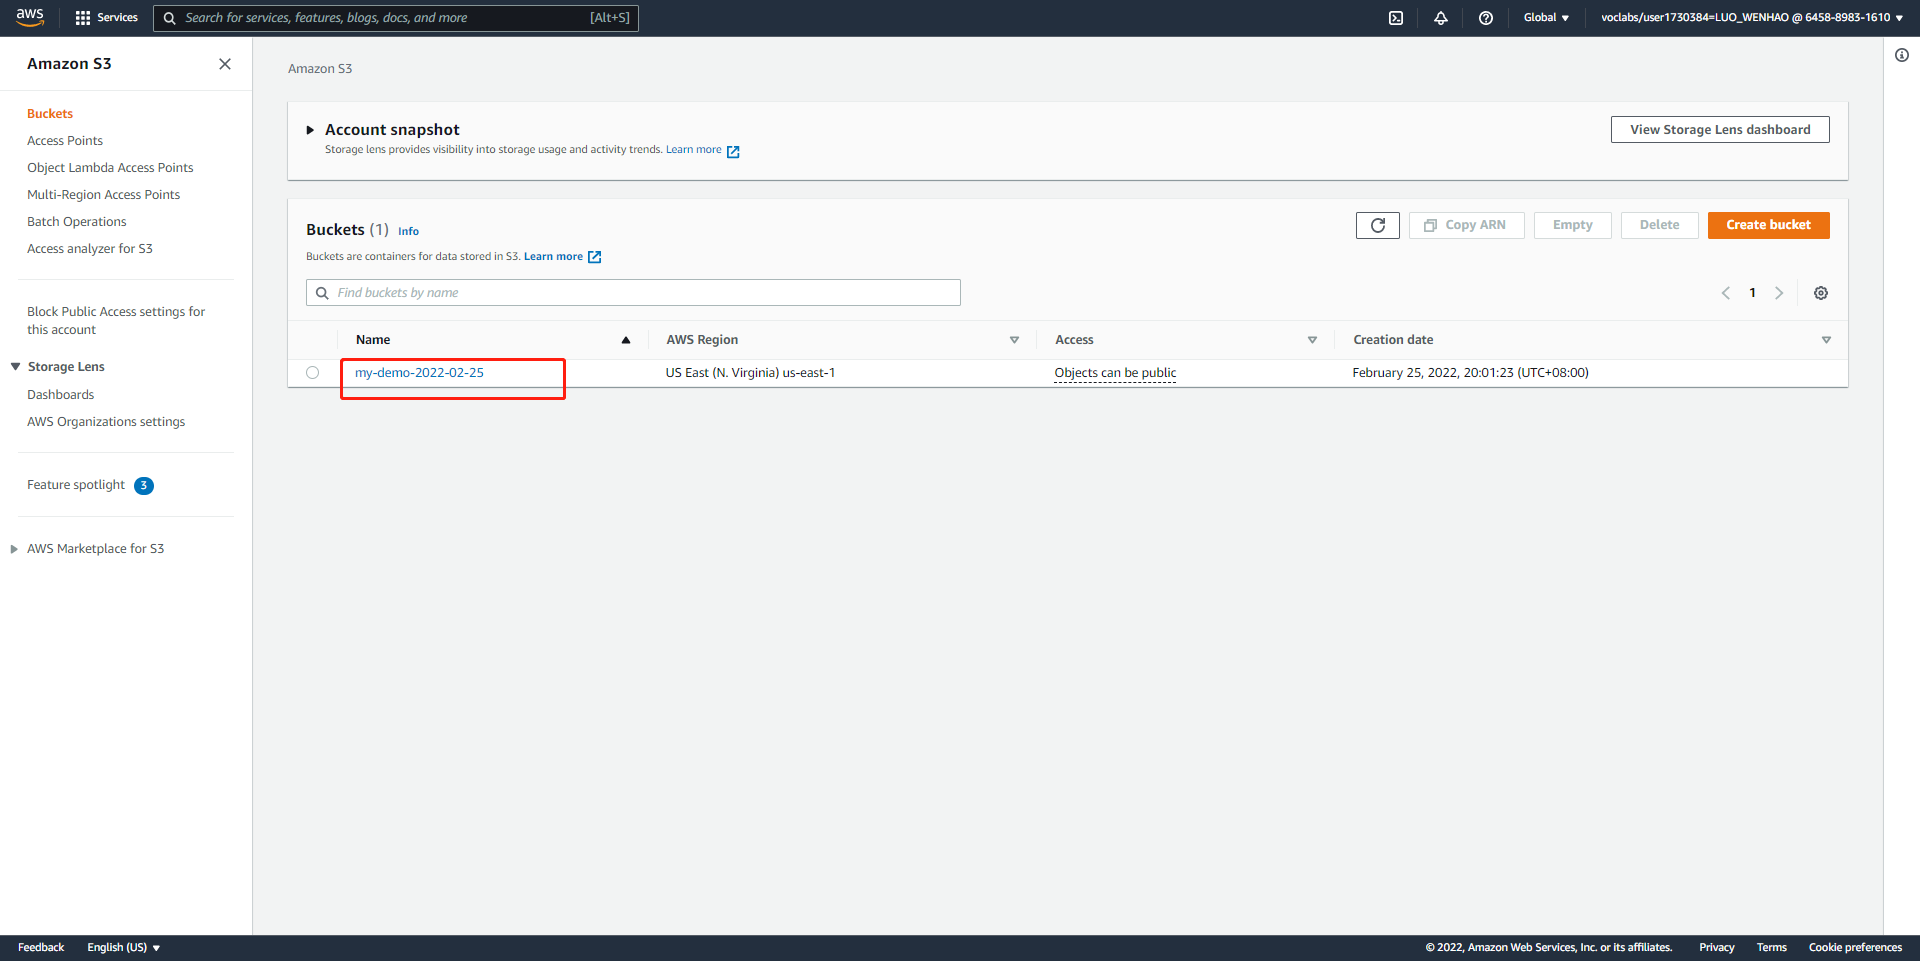 aws
Services
Search for services, features, blogs, docs, and more
[Alt+S]
Global
voclabs/user1730384=LUO_WENHAO @ 6458-8983-1610
Amazon S3
Buckets
Access Points
Object Lambda Access Points
Multi-Region Access Points
Batch Operations
Access analyzer for S3
Block Public Access settings for
this account
Storage Lens
Dashboards
AWS Organizations settings
Feature spotlight 3
AWS Marketplace for S3
Amazon S3
Account snapshot
Storage lens provides visibility into storage usage and activity trends. Learn more
View Storage Lens dashboard
Buckets (1) Info
Buckets are containers for data stored in S3. Learn more
Copy ARN
Empty
Delete
Create bucket
Find buckets by name
1
Name
AWS Region
Access
Creation date
my-demo-2022-02-25
US East (N. Virginia) us-east-1
Objects can be public
February 25, 2022, 20:01:23 (UTC+08:00)
Feedback
English (US)
© 2022, Amazon Web Services, Inc. or its affiliates.
Privacy
Terms
Cookie preferences